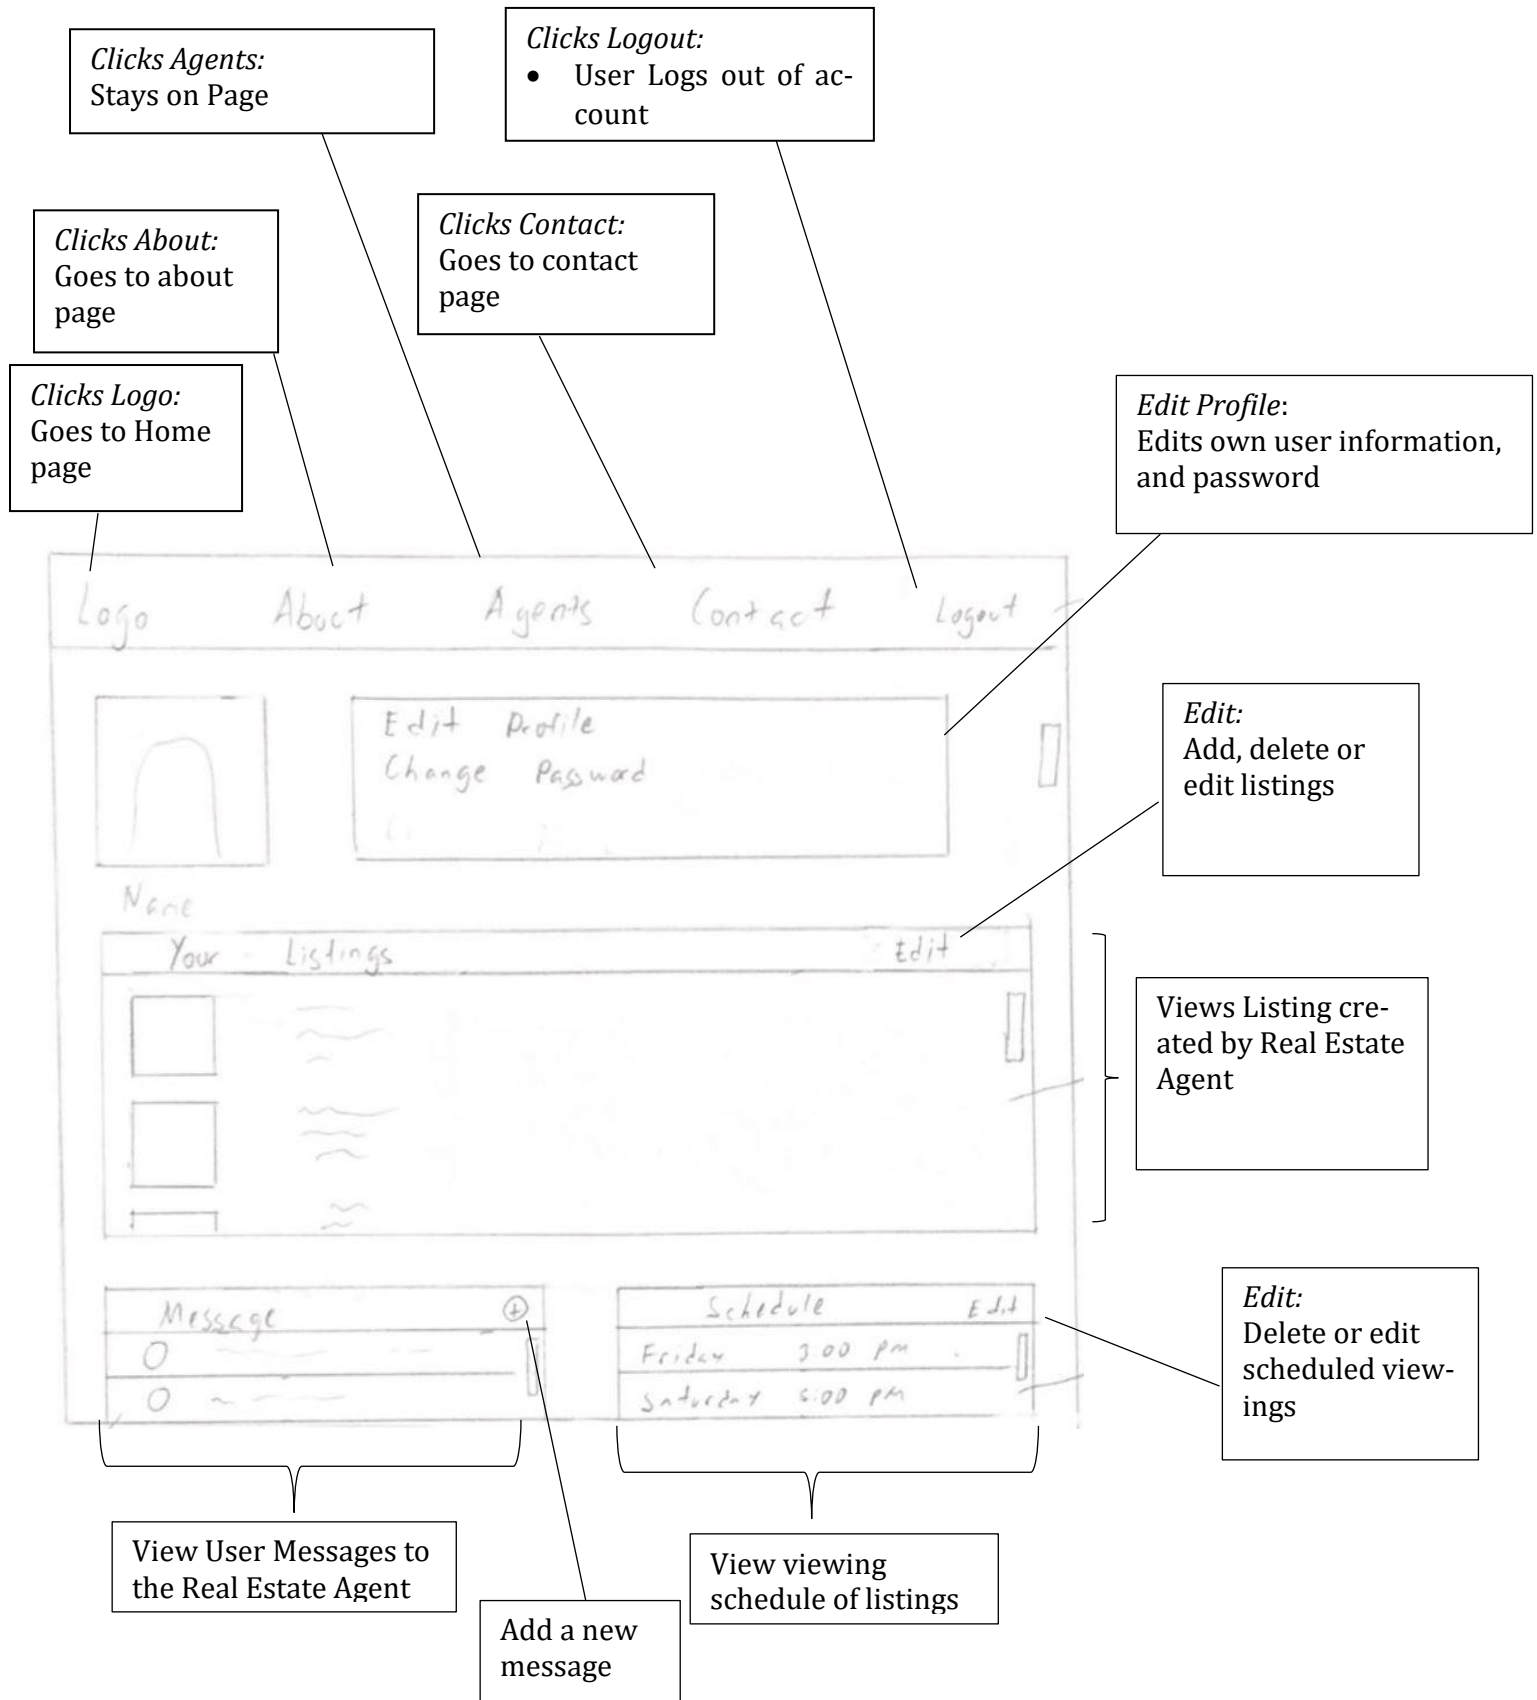 Clicks Agents:
Stays on Page
Clicks Logout:
• User Logs out of ac-
count
Clicks About:
Goes to about
page
Clicks Contact:
Goes to contact
page
Clicks Logo:
Goes to Home
page
Edit Profile:
Edits own user information,
and password
Logo About Agents Contact Logout
Edit Profile
Change Password
Edit:
Add, delete or
edit listings
Name
Your Listings Edit
Views Listing cre-
ated by Real Estate
Agent
Message + Schedule Edit
Friday 3:00 PM
Saturday :00 PM
Edit:
Delete or edit
scheduled view-
ings
View User Messages to
the Real Estate Agent
View viewing
schedule of listings
Add a new
message